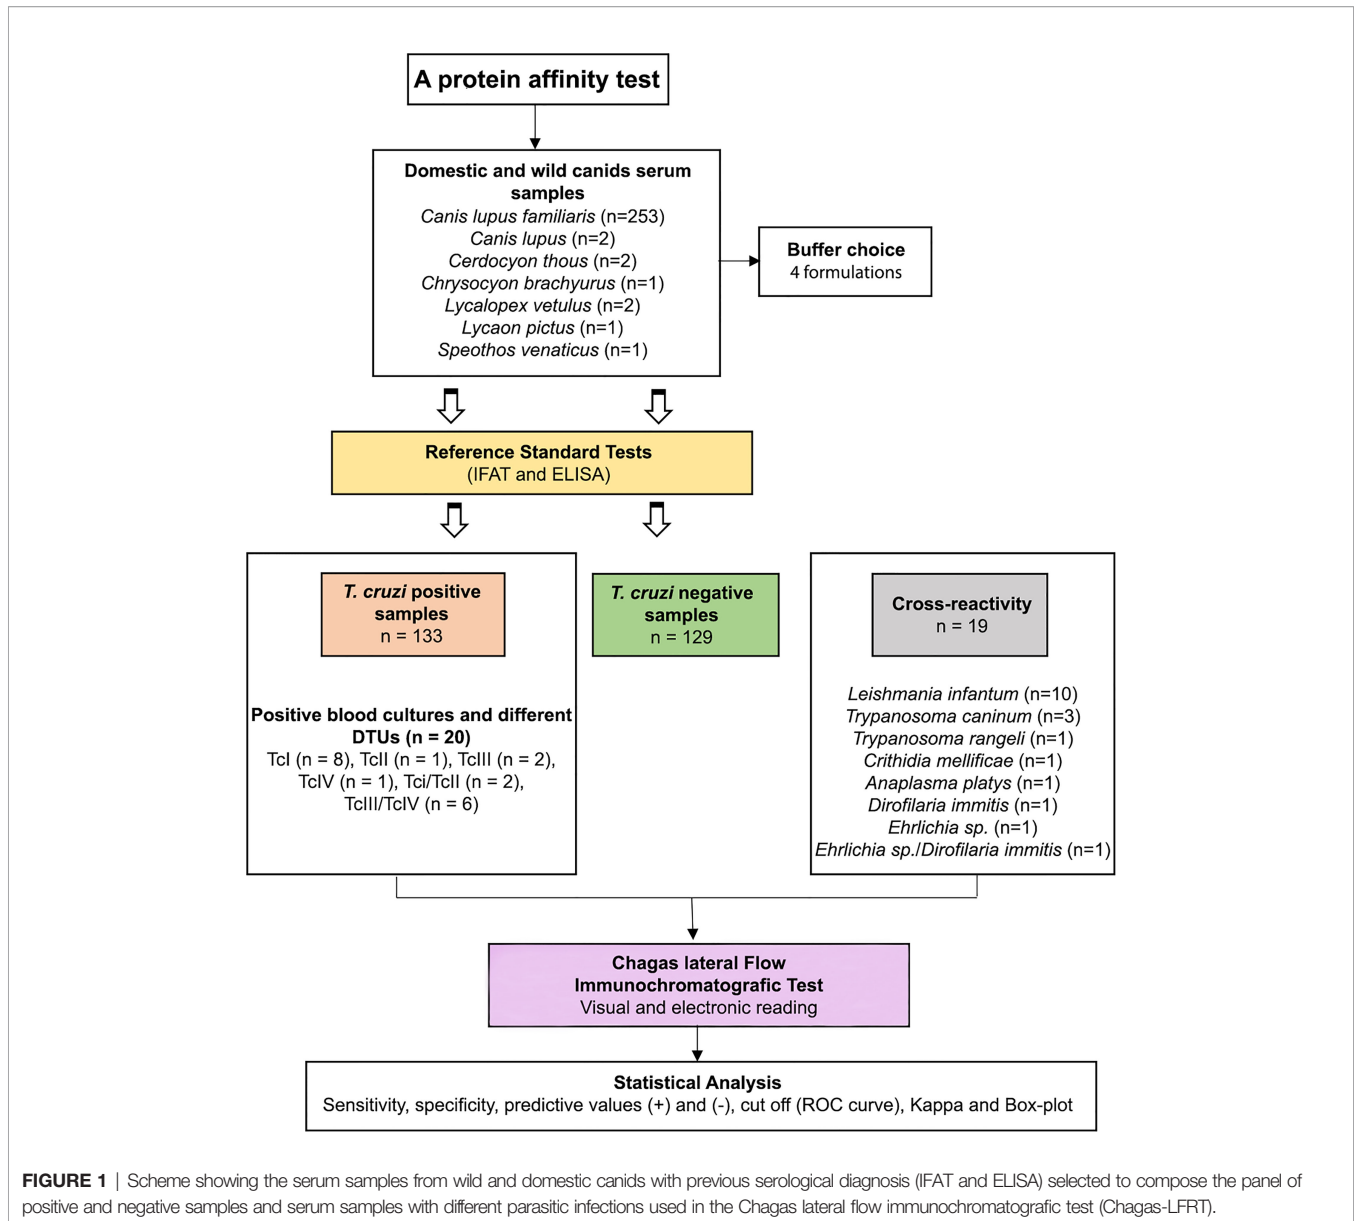 A protein affinity test
Domestic and wild canids serum
samples
Canis lupus familiaris (n=253)
Canis lupus (n=2)
Cerdocyon thous (n=2)
Chrysocyon brachyurus (n=1)
Lycalopex vetulus (n=2)
Lycaon pictus (n=1)
Speothos venaticus (n=1)
Buffer choice
4 formulations
Reference Standard Tests
(IFAT and ELISA)
T. cruzi positive
samples
n = 133
Positive blood cultures and different
DTUs (n = 20)
TcI (n = 8), TcII (n = 1), TcIII (n = 2),
TcIV (n = 1), Tci/TcII (n = 2),
TcIII/TcIV (n = 6)
T. cruzi negative
samples
n = 129
Cross-reactivity
n = 19
Leishmania infantum (n=10)
Trypanosoma caninum (n=3)
Trypanosoma rangeli (n=1)
Crithidia mellificae (n=1)
Anaplasma platys (n=1)
Dirofilaria immitis (n=1)
Ehrlichia sp. (n=1)
Ehrlichia sp./Dirofilaria immitis (n=1)
Chagas lateral Flow
Immunochromatografic Test
Visual and electronic reading
Statistical Analysis
Sensitivity, specificity, predictive values (+) and (-), cut off (ROC curve), Kappa and Box-plot
FIGURE 1 | Scheme showing the serum samples from wild and domestic canids with previous serological diagnosis (IFAT and ELISA) selected to compose the panel of
positive and negative samples and serum samples with different parasitic infections used in the Chagas lateral flow immunochromatografic test (Chagas-LFRT).